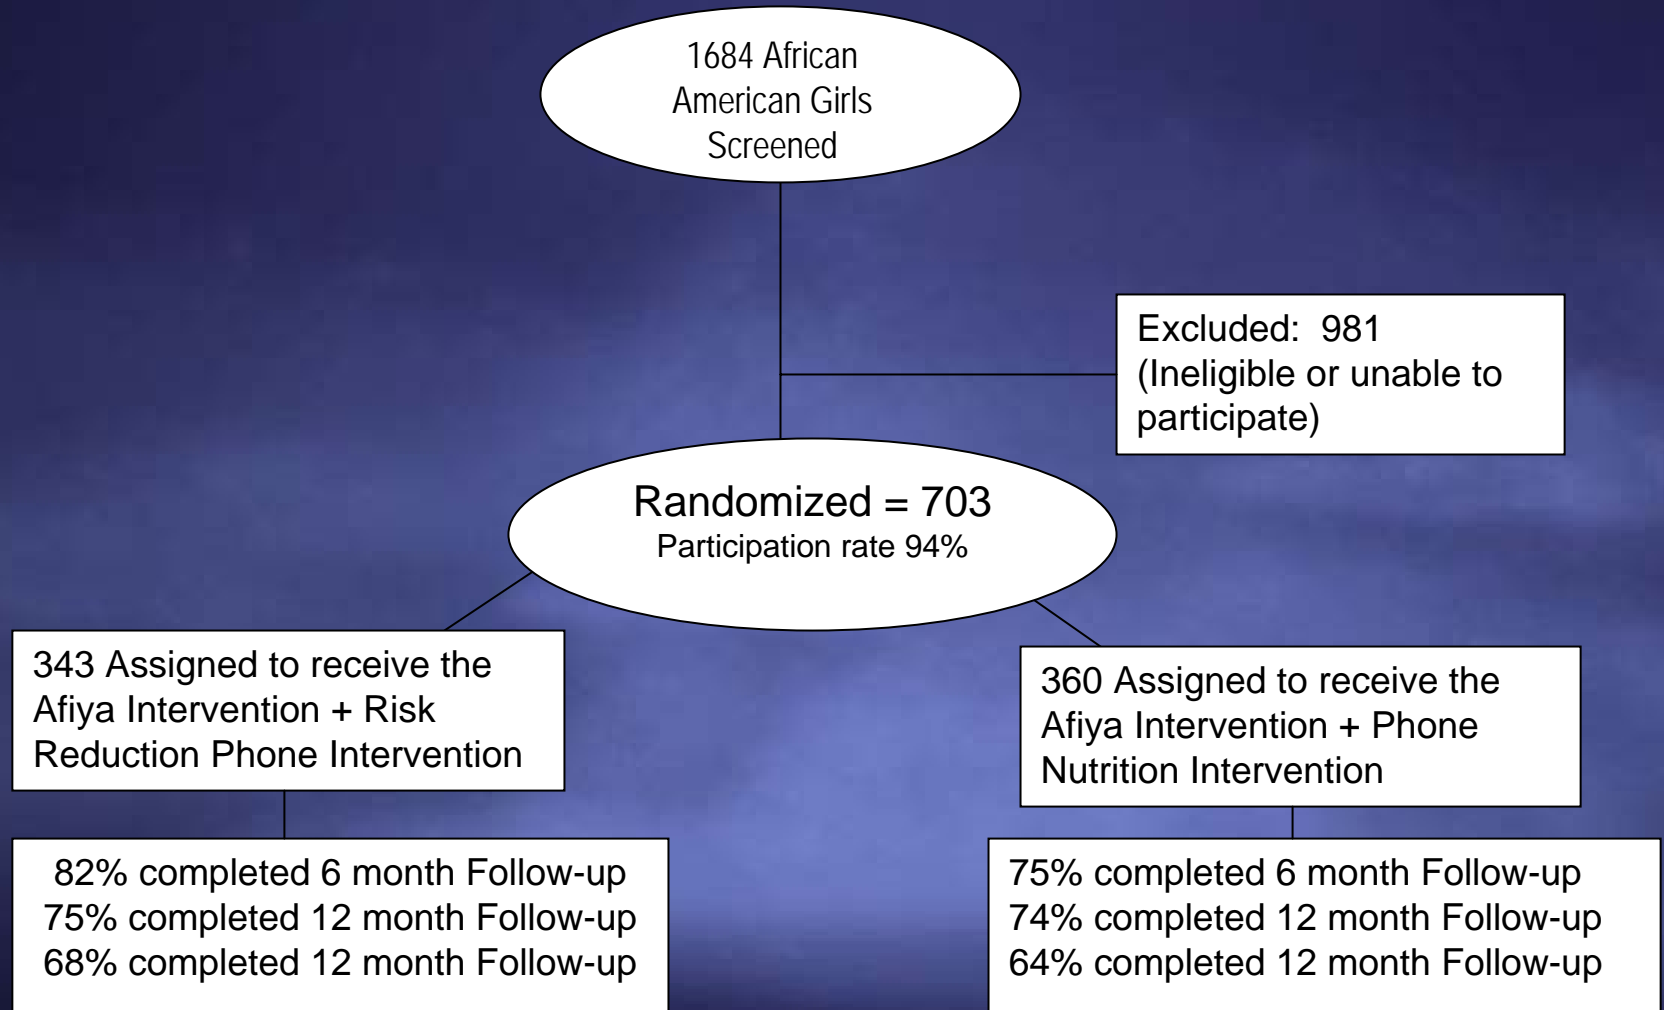 1684 African
American Girls
Screened
Excluded:  981
(Ineligible or unable to
participate)
Randomized = 703
Participation rate 94%
343 Assigned to receive the
Afiya Intervention + Risk
Reduction Phone Intervention
360 Assigned to receive the
Afiya Intervention + Phone
Nutrition Intervention
82% completed 6 month Follow-up
75% completed 12 month Follow-up
68% completed 12 month Follow-up
75% completed 6 month Follow-up
74% completed 12 month Follow-up
64% completed 12 month Follow-up